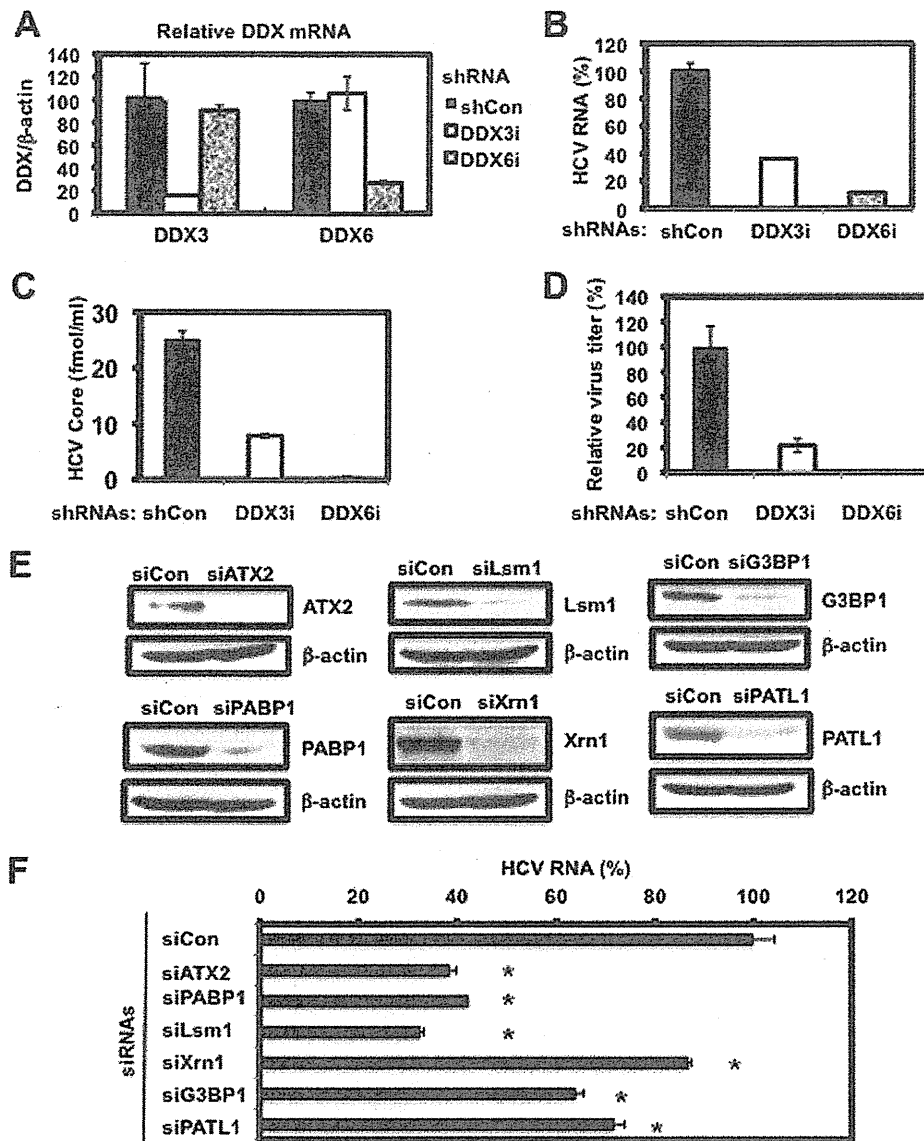 A
Relative DDX mRNA
DDX/β-actin
140
120
100
80
60
40
20
0
DDX3
DDX6
shRNA
shCon
DDX3i
DDX6i
B
HCV RNA (%)
120
100
80
60
40
20
0
shRNAs: shCon DDX3i DDX6i
C
HCV Core (fmol/ml)
30
20
10
0
shRNAs: shCon DDX3i DDX6i
D
Relative virus titer (%)
140
120
100
80
60
40
20
0
shRNAs: shCon DDX3i DDX6i
E
siCon siATX2
ATX2
β-actin
siCon siLsm1
Lsm1
β-actin
siCon siG3BP1
G3BP1
β-actin
siCon siPABP1
PABP1
β-actin
siCon siXrn1
Xrn1
β-actin
siCon siPATL1
PATL1
β-actin
F
HCV RNA (%)
0 20 40 60 80 100 120
siRNAs
siCon
siATX2 *
siPABP1 *
siLsm1 *
siXrn1 *
siG3BP1 *
siPATL1 *